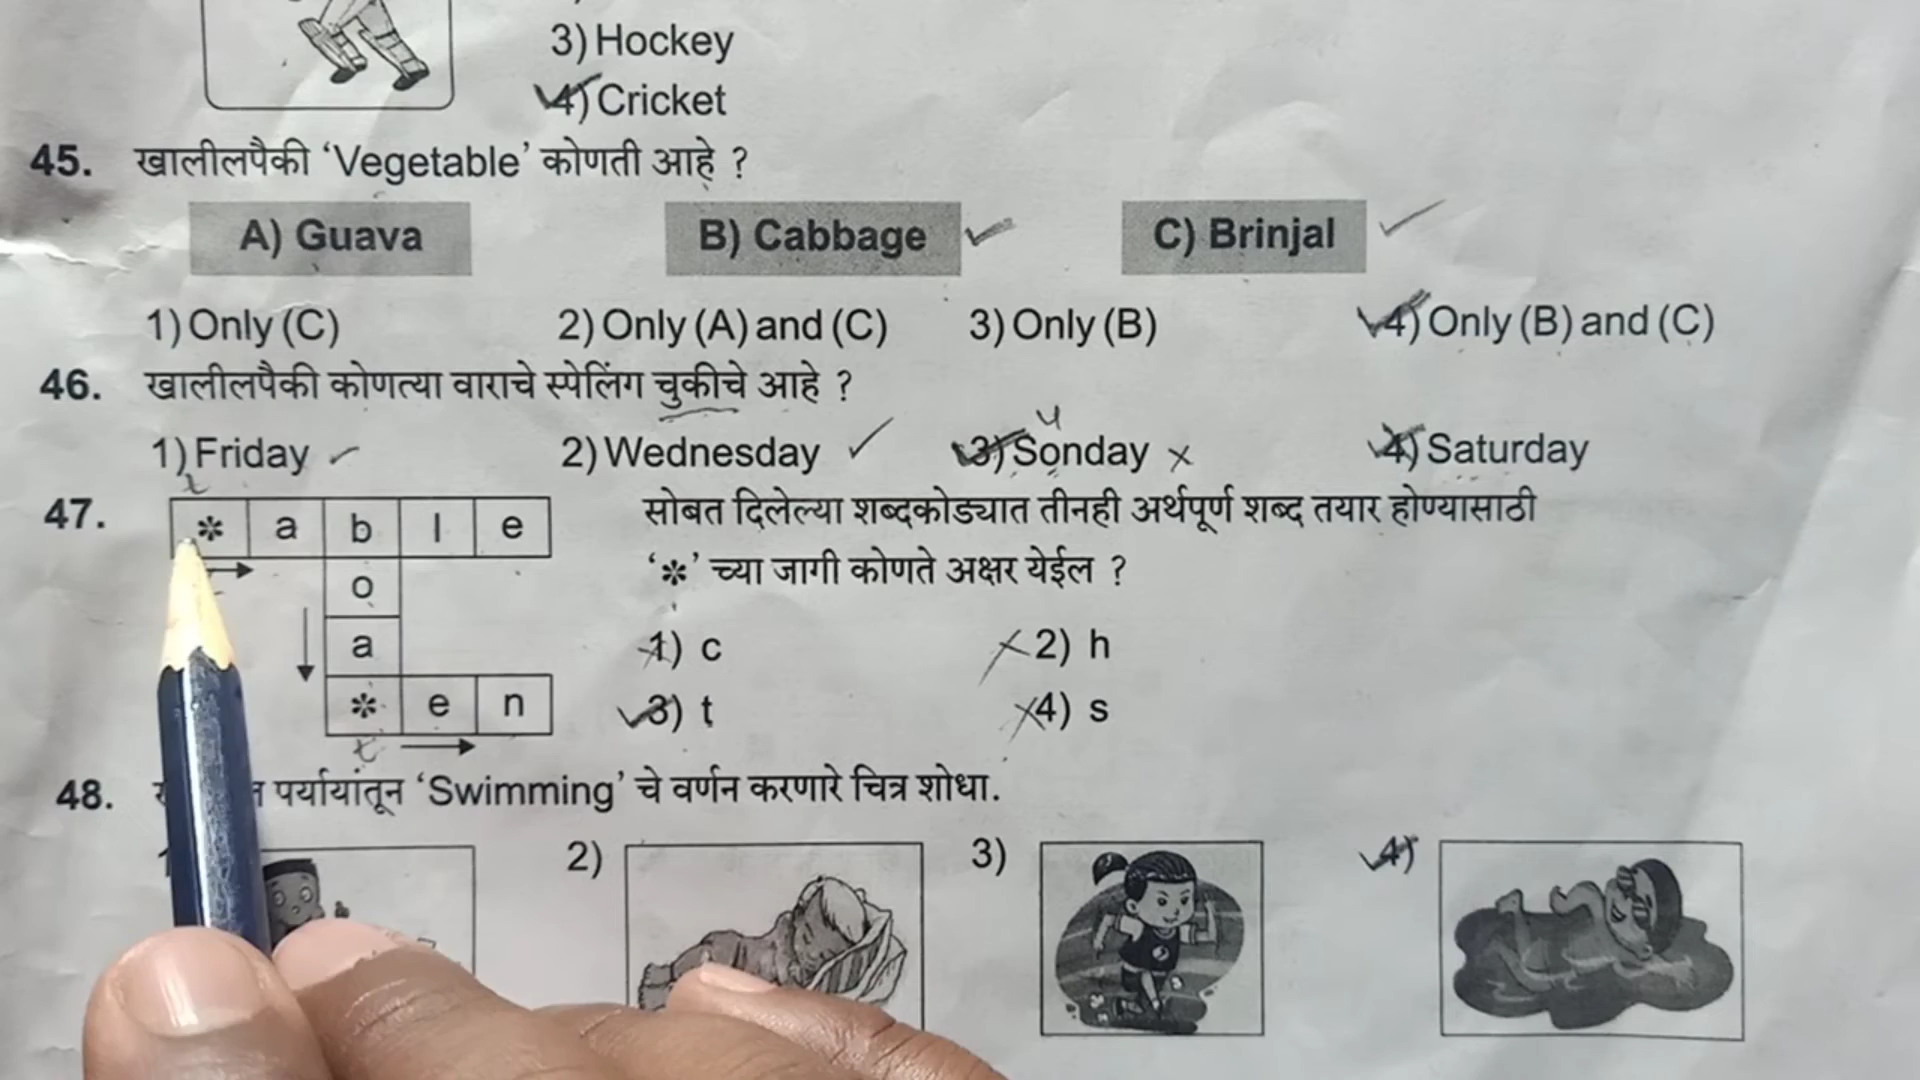 3) Hockey
4) Cricket
45. खालीलपैकी ‘Vegetable’ कोणती आहे ?
A) Guava B) Cabbage C) Brinjal
1) Only (C) 2) Only (A) and (C) 3) Only (B) 4) Only (B) and (C)
46. खालीलपैकी कोणत्या वाराचे स्पेलिंग चुकीचे आहे ?
u
1) Friday 2) Wednesday 3) Sonday x 4) Saturday
t
47. * a b l e सोबत दिलेल्या शब्दकोड्यात तीनही अर्थपूर्ण शब्द तयार होण्यासाठी
‘*’ च्या जागी कोणते अक्षर येईल ?
o
a 1) c 2) h
* e n 3) t 4) s
t
48. पर्यायांतून ‘Swimming’ चे वर्णन करणारे चित्र शोधा.
2) 3) 4)